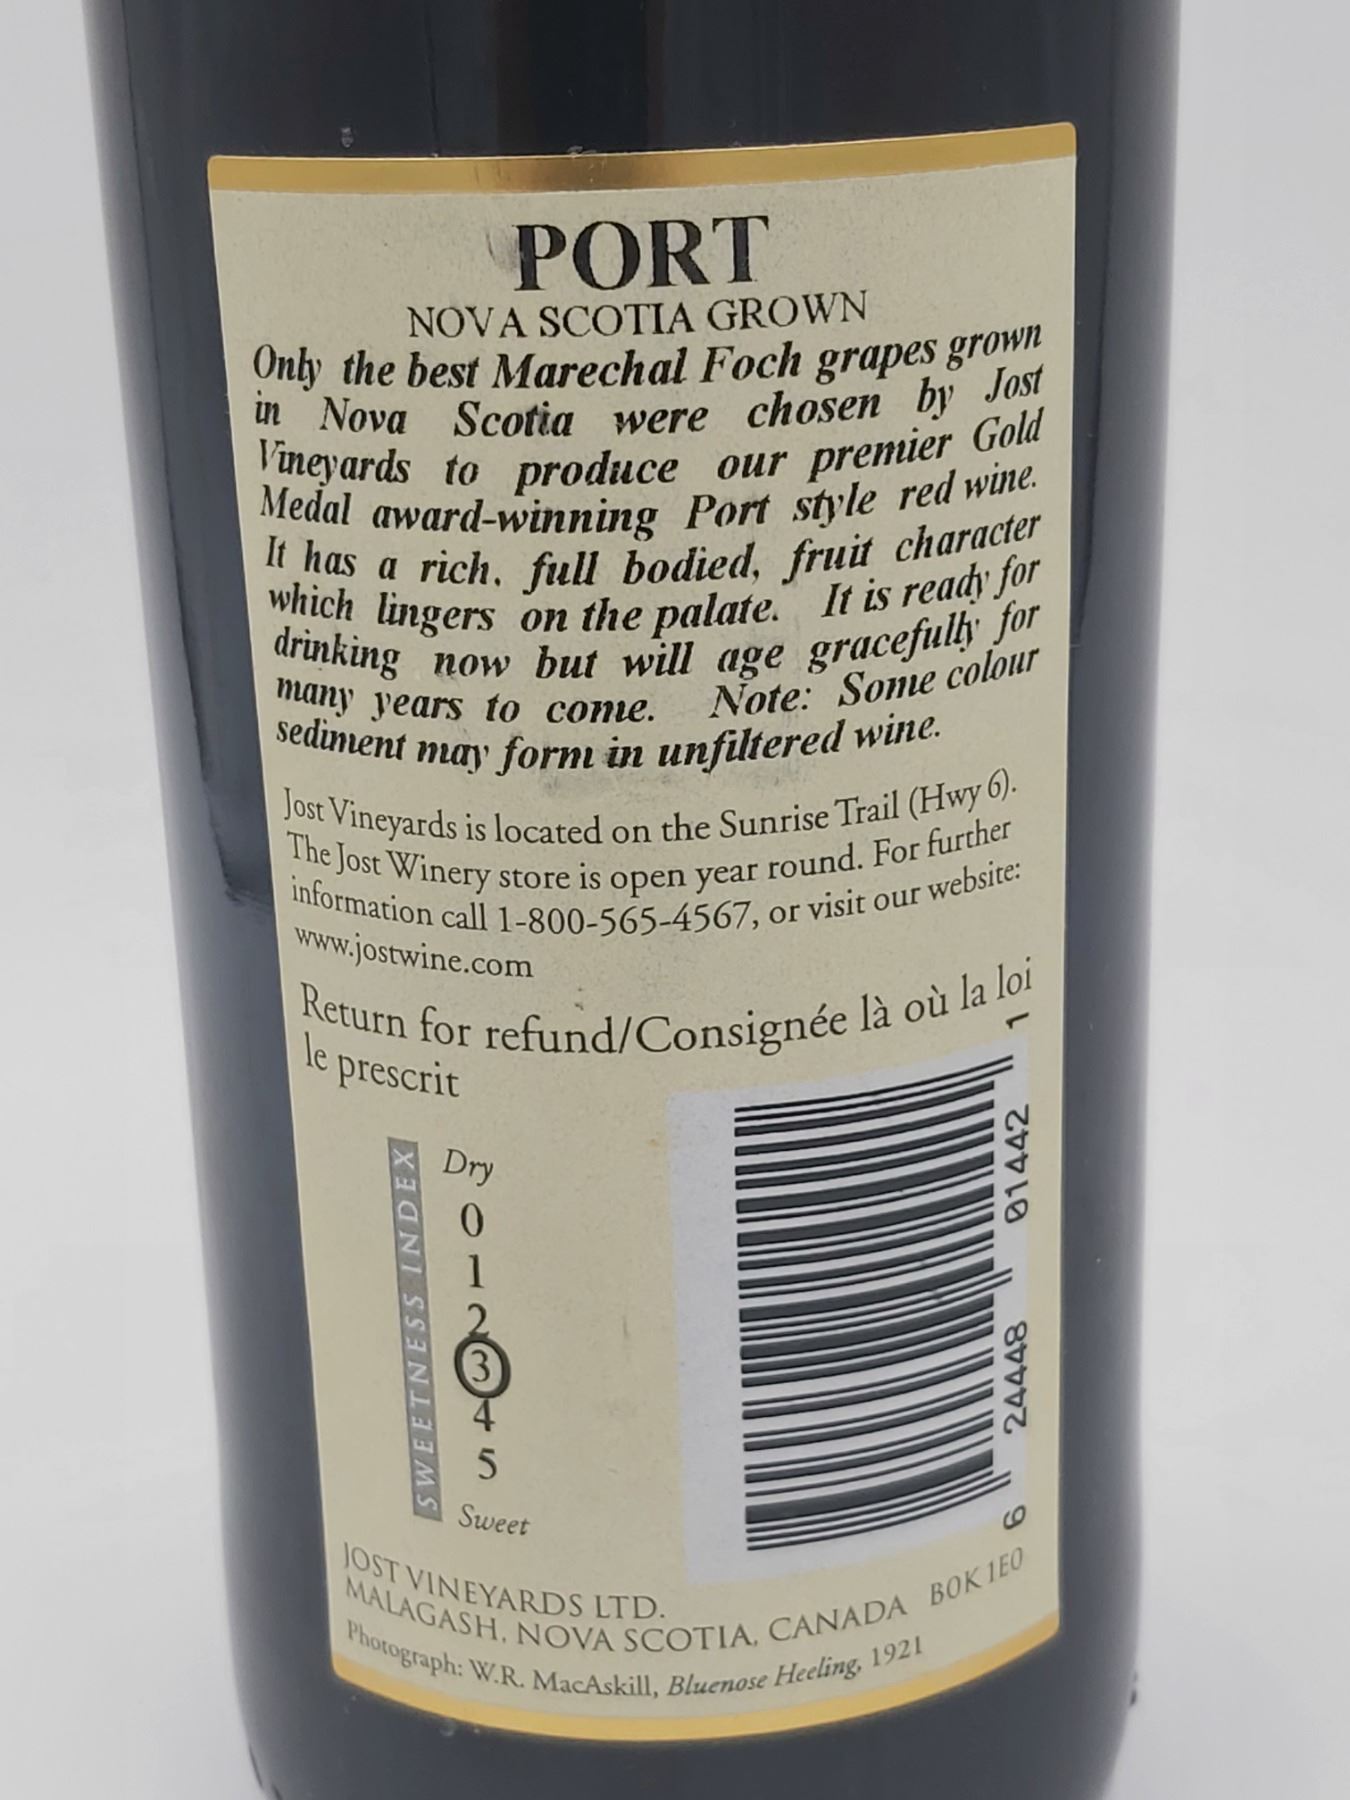 PORT
NOVA SCOTIA GROWN
Only the best Marechal Foch grapes grown
in Nova Scotia were chosen by Jost
Vineyards to produce our premier Gold
Medal award-winning Port style red wine.
It has a rich, full bodied, fruit character
which lingers on the palate. It is ready for
drinking now but will age gracefully for
many years to come. Note: Some colour
sediment may form in unfiltered wine.
Jost Vineyards is located on the Sunrise Trail (Hwy 6).
The Jost Winery store is open year round. For further
information call 1-800-565-4567, or visit our website:
www.jostwine.com
Return for refund/Consignée là où la loi
le prescrit
SWEETNESS INDEX
Dry
0
1
2
3
4
5
Sweet
6 24448 01442 1
JOST VINEYARDS LTD.
MALAGASH, NOVA SCOTIA, CANADA B0K 1E0
Photograph: W.R. MacAskill, Bluenose Heeling, 1921